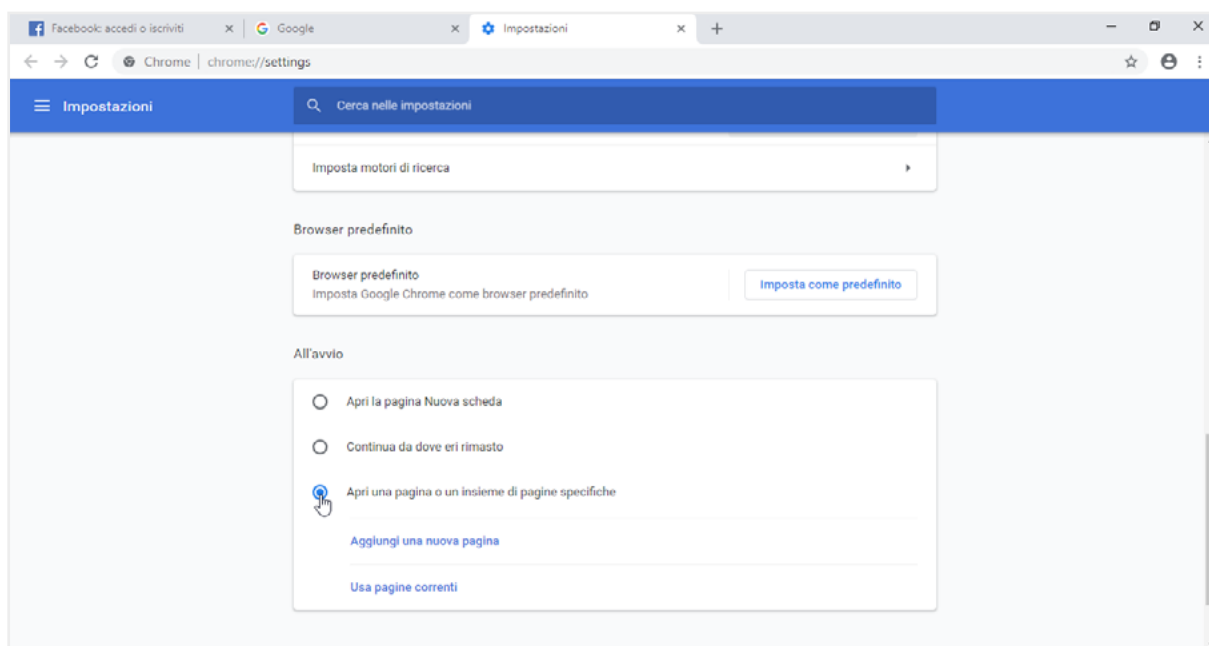 Facebook: accedi o iscriviti
Google
Impostazioni
Chrome | chrome://settings
Impostazioni
Cerca nelle impostazioni
Imposta motori di ricerca
Browser predefinito
Browser predefinito
Imposta Google Chrome come browser predefinito
Imposta come predefinito
All'avvio
Apri la pagina Nuova scheda
Continua da dove eri rimasto
Apri una pagina o un insieme di pagine specifiche
Aggiungi una nuova pagina
Usa pagine correnti